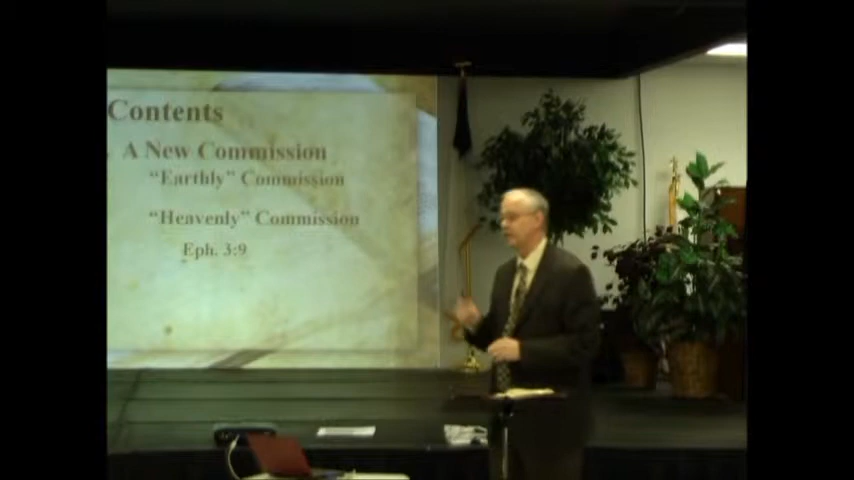 Contents
. A New Commission
“Earthly” Commission
“Heavenly” Commission
Eph. 3:9